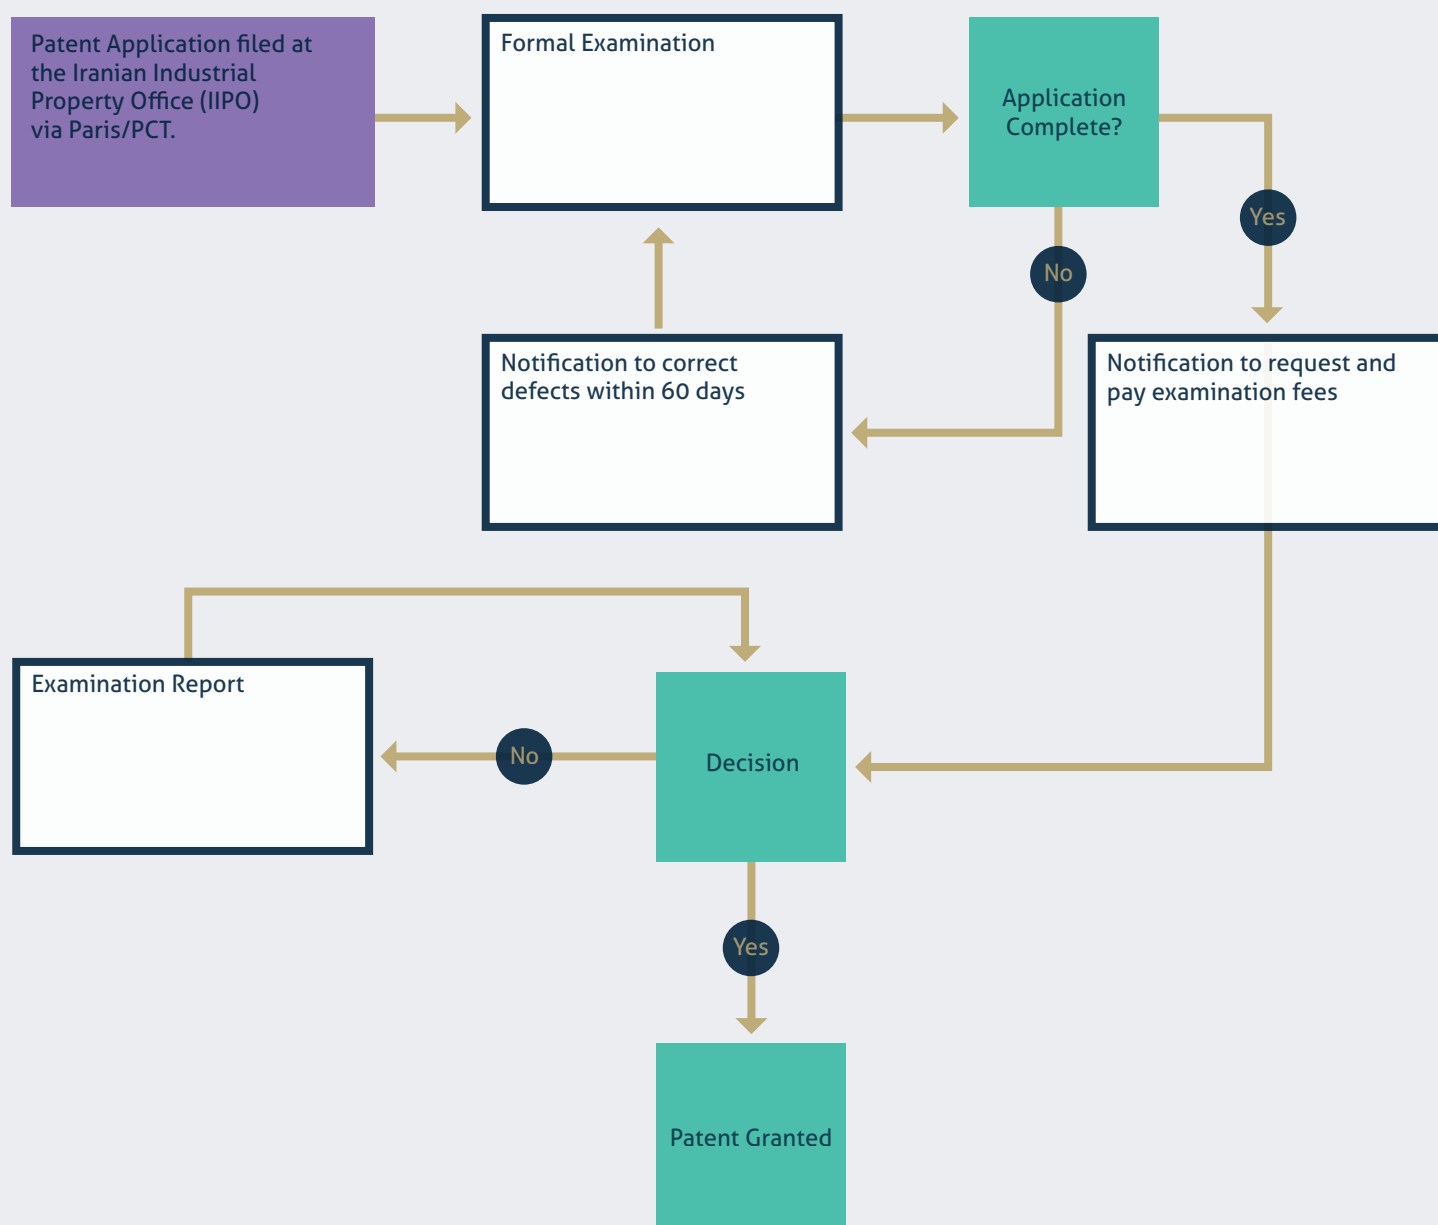 Patent Application filed at
the Iranian Industrial
Property Office (IIPO)
via Paris/PCT.
Formal Examination
Application
Complete?
Yes
No
Notification to correct
defects within 60 days
Notification to request and
pay examination fees
Examination Report
No
Decision
Yes
Patent Granted